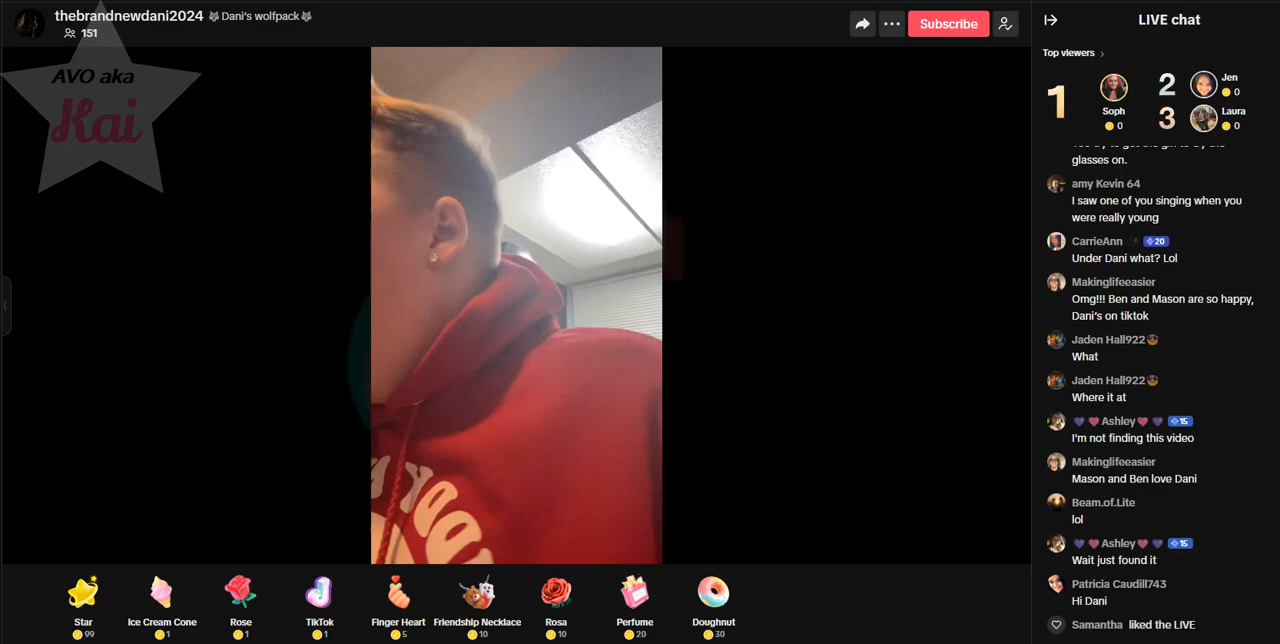 thebrandnewdani2024 🐺Dani's wolfpack🐺
151
Subscribe
LIVE chat
AVO aka
Kai
Top viewers
1
Soph
0
2
Jen
0
3
Laura
0
glasses on.
amy Kevin 64
I saw one of you singing when you
were really young
CarrieAnn 🖤 20
Under Dani what? Lol
Makinglifeeasier
Omg!!! Ben and Mason are so happy,
Dani's on tiktok
Jaden Hall922
What
Jaden Hall922
Where it at
💜❤️Ashley❤️💜 15
I'm not finding this video
Makinglifeeasier
Mason and Ben love Dani
Beam.of.Lite
lol
💜❤️Ashley❤️💜 15
Wait just found it
Patricia Caudill743
Hi Dani
Samantha liked the LIVE
Star
99
Ice Cream Cone
1
Rose
1
TikTok
1
Finger Heart
5
Friendship Necklace
10
Rosa
10
Perfume
20
Doughnut
30